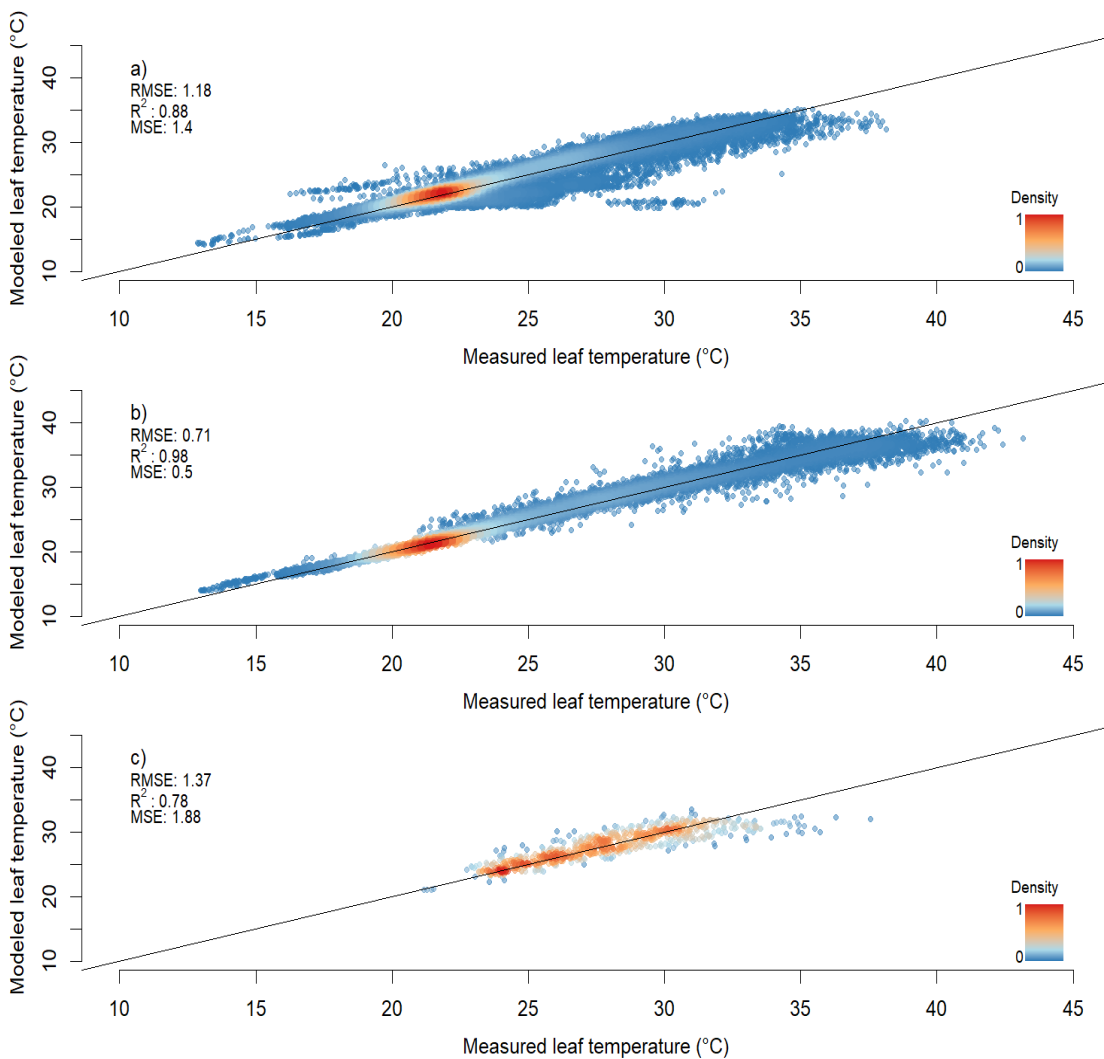 a)
RMSE: 1.18
R² : 0.88
MSE: 1.4
Modeled leaf temperature (°C)
40
30
20
10
Density
1
0
10 15 20 25 30 35 40 45
Measured leaf temperature (°C)
b)
RMSE: 0.71
R² : 0.98
MSE: 0.5
Modeled leaf temperature (°C)
40
30
20
10
Density
1
0
10 15 20 25 30 35 40 45
Measured leaf temperature (°C)
c)
RMSE: 1.37
R² : 0.78
MSE: 1.88
Modeled leaf temperature (°C)
40
30
20
10
Density
1
0
10 15 20 25 30 35 40 45
Measured leaf temperature (°C)